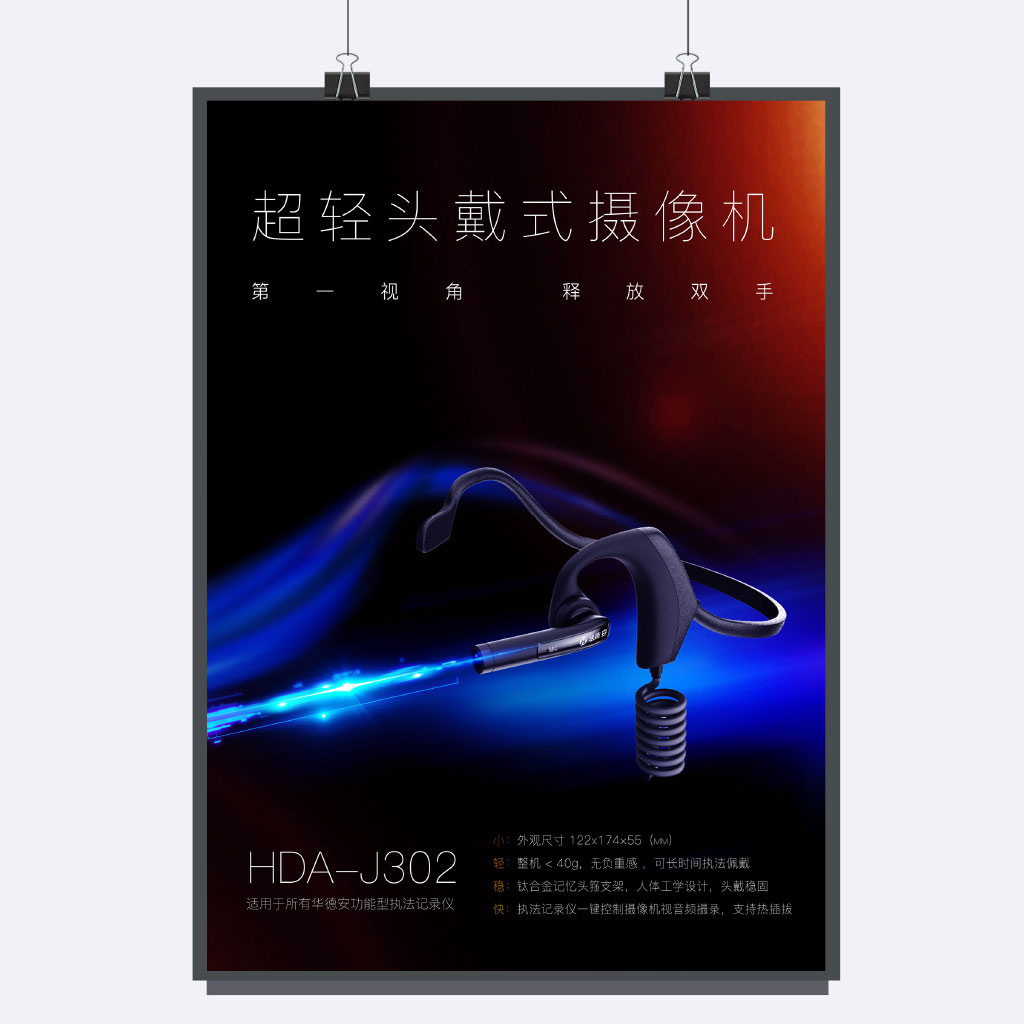 超轻头戴式摄像机
第一视角 释放双手
MIC 华德安
HDA-J302
适用于所有华德安功能型执法记录仪
小：外观尺寸 122x174x55（MM）
轻：整机 < 40g，无负重感，可长时间执法佩戴
稳：钛合金记忆头箍支架，人体工学设计，头戴稳固
快：执法记录仪一键控制摄像机视音频摄录，支持热插拔